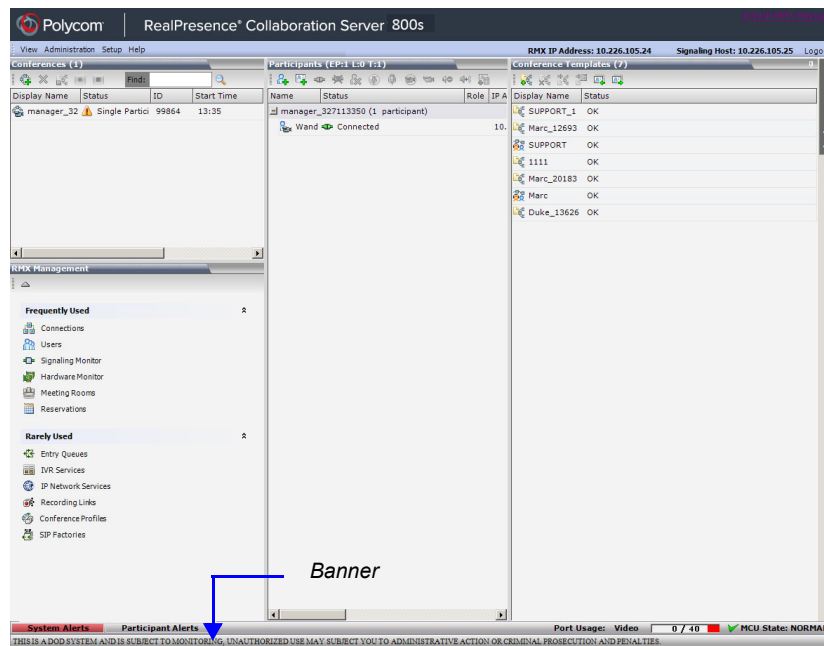 Polycom RealPresence® Collaboration Server 800s
View Administration Setup Help
RMX IP Address: 10.226.105.24 Signaling Host: 10.226.105.25 Logo
Conferences (1)
Find:
Display Name Status ID Start Time
manager_32 Single Partici 99864 13:35
Participants (EP:1 L:0 T:1)
Name Status Role IP A
manager_327113350 (1 participant)
Wand Connected 10.
Conference Templates (7)
Display Name Status
SUPPORT_1 OK
Marc_12693 OK
SUPPORT OK
1111 OK
Marc_20183 OK
Marc OK
Duke_13626 OK
RMX Management
Frequently Used
Connections
Users
Signaling Monitor
Hardware Monitor
Meeting Rooms
Reservations
Rarely Used
Entry Queues
IVR Services
IP Network Services
Recording Links
Conference Profiles
SIP Factories
Banner
System Alerts Participant Alerts Port Usage: Video 0 / 40 MCU State: NORMA
THIS IS A DOD SYSTEM AND IS SUBJECT TO MONITORING, UNAUTHORIZED USE MAY SUBJECT YOU TO ADMINISTRATIVE ACTION OR CRIMINAL PROSECUTION AND PENALTIES.